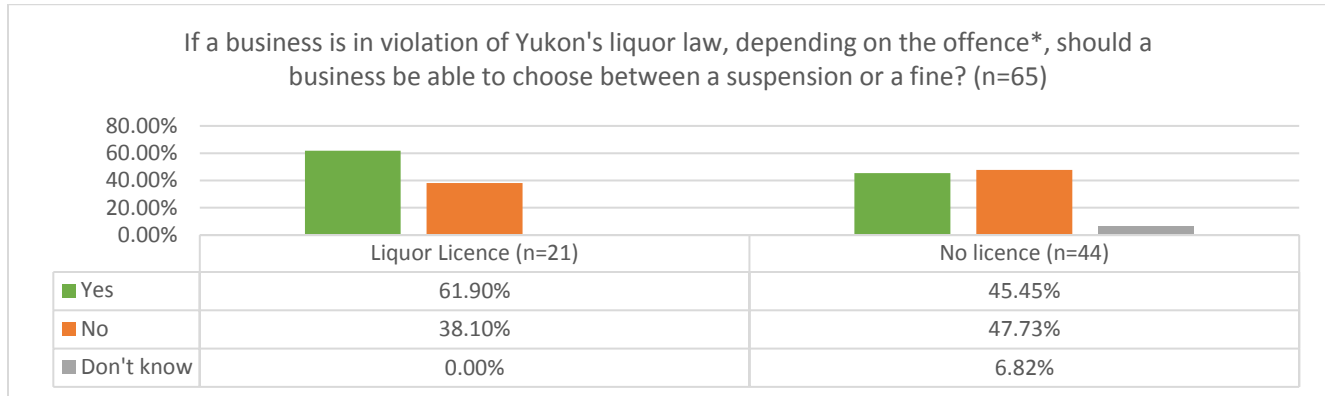 If a business is in violation of Yukon's liquor law, depending on the offence*, should a
business be able to choose between a suspension or a fine? (n=65)
80.00%
60.00%
40.00%
20.00%
0.00%
Liquor Licence (n=21) No licence (n=44)
Yes 61.90% 45.45%
No 38.10% 47.73%
Don't know 0.00% 6.82%